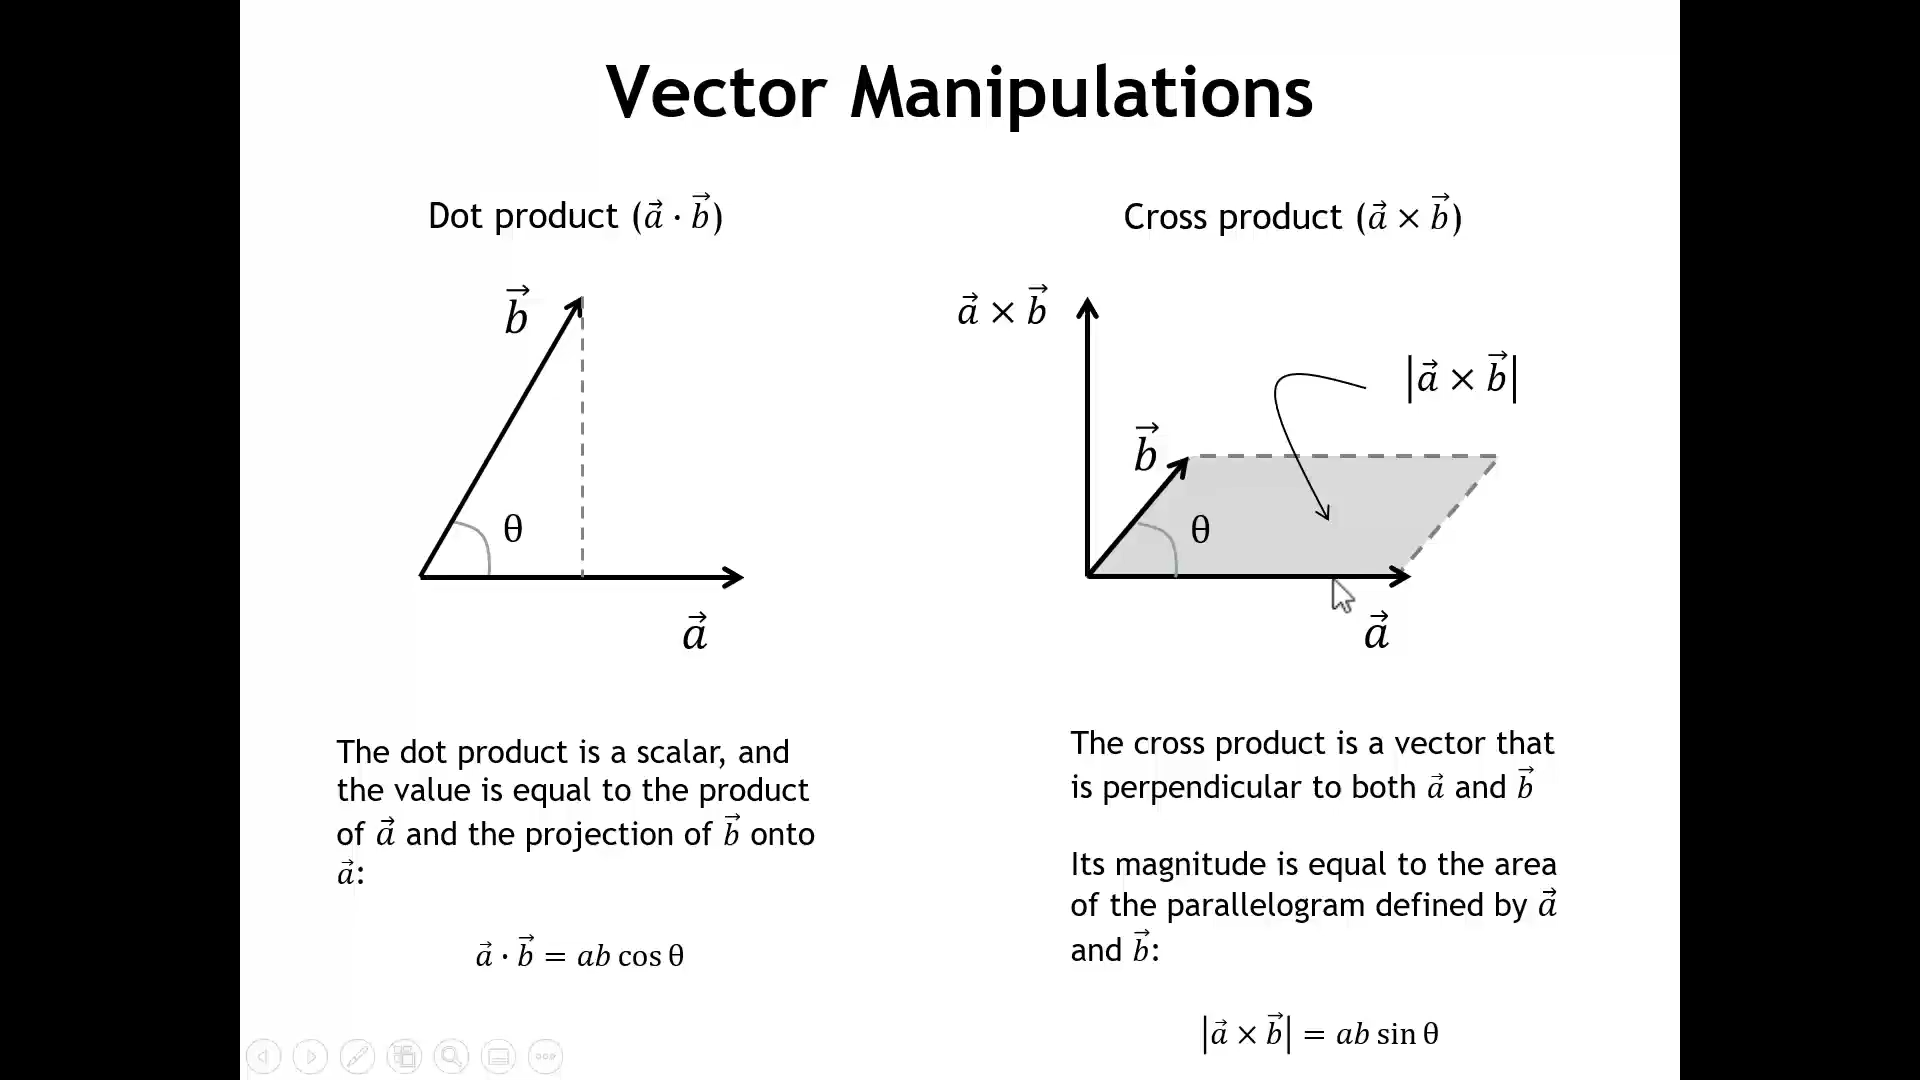 Vector Manipulations
Dot product (a⃗ · b⃗)
b⃗
θ
a⃗
The dot product is a scalar, and
the value is equal to the product
of a⃗ and the projection of b⃗ onto
a⃗:
a⃗ · b⃗ = ab cos θ
Cross product (a⃗ × b⃗)
a⃗ × b⃗
|a⃗ × b⃗|
b⃗
θ
a⃗
The cross product is a vector that
is perpendicular to both a⃗ and b⃗
Its magnitude is equal to the area
of the parallelogram defined by a⃗
and b⃗:
|a⃗ × b⃗| = ab sin θ